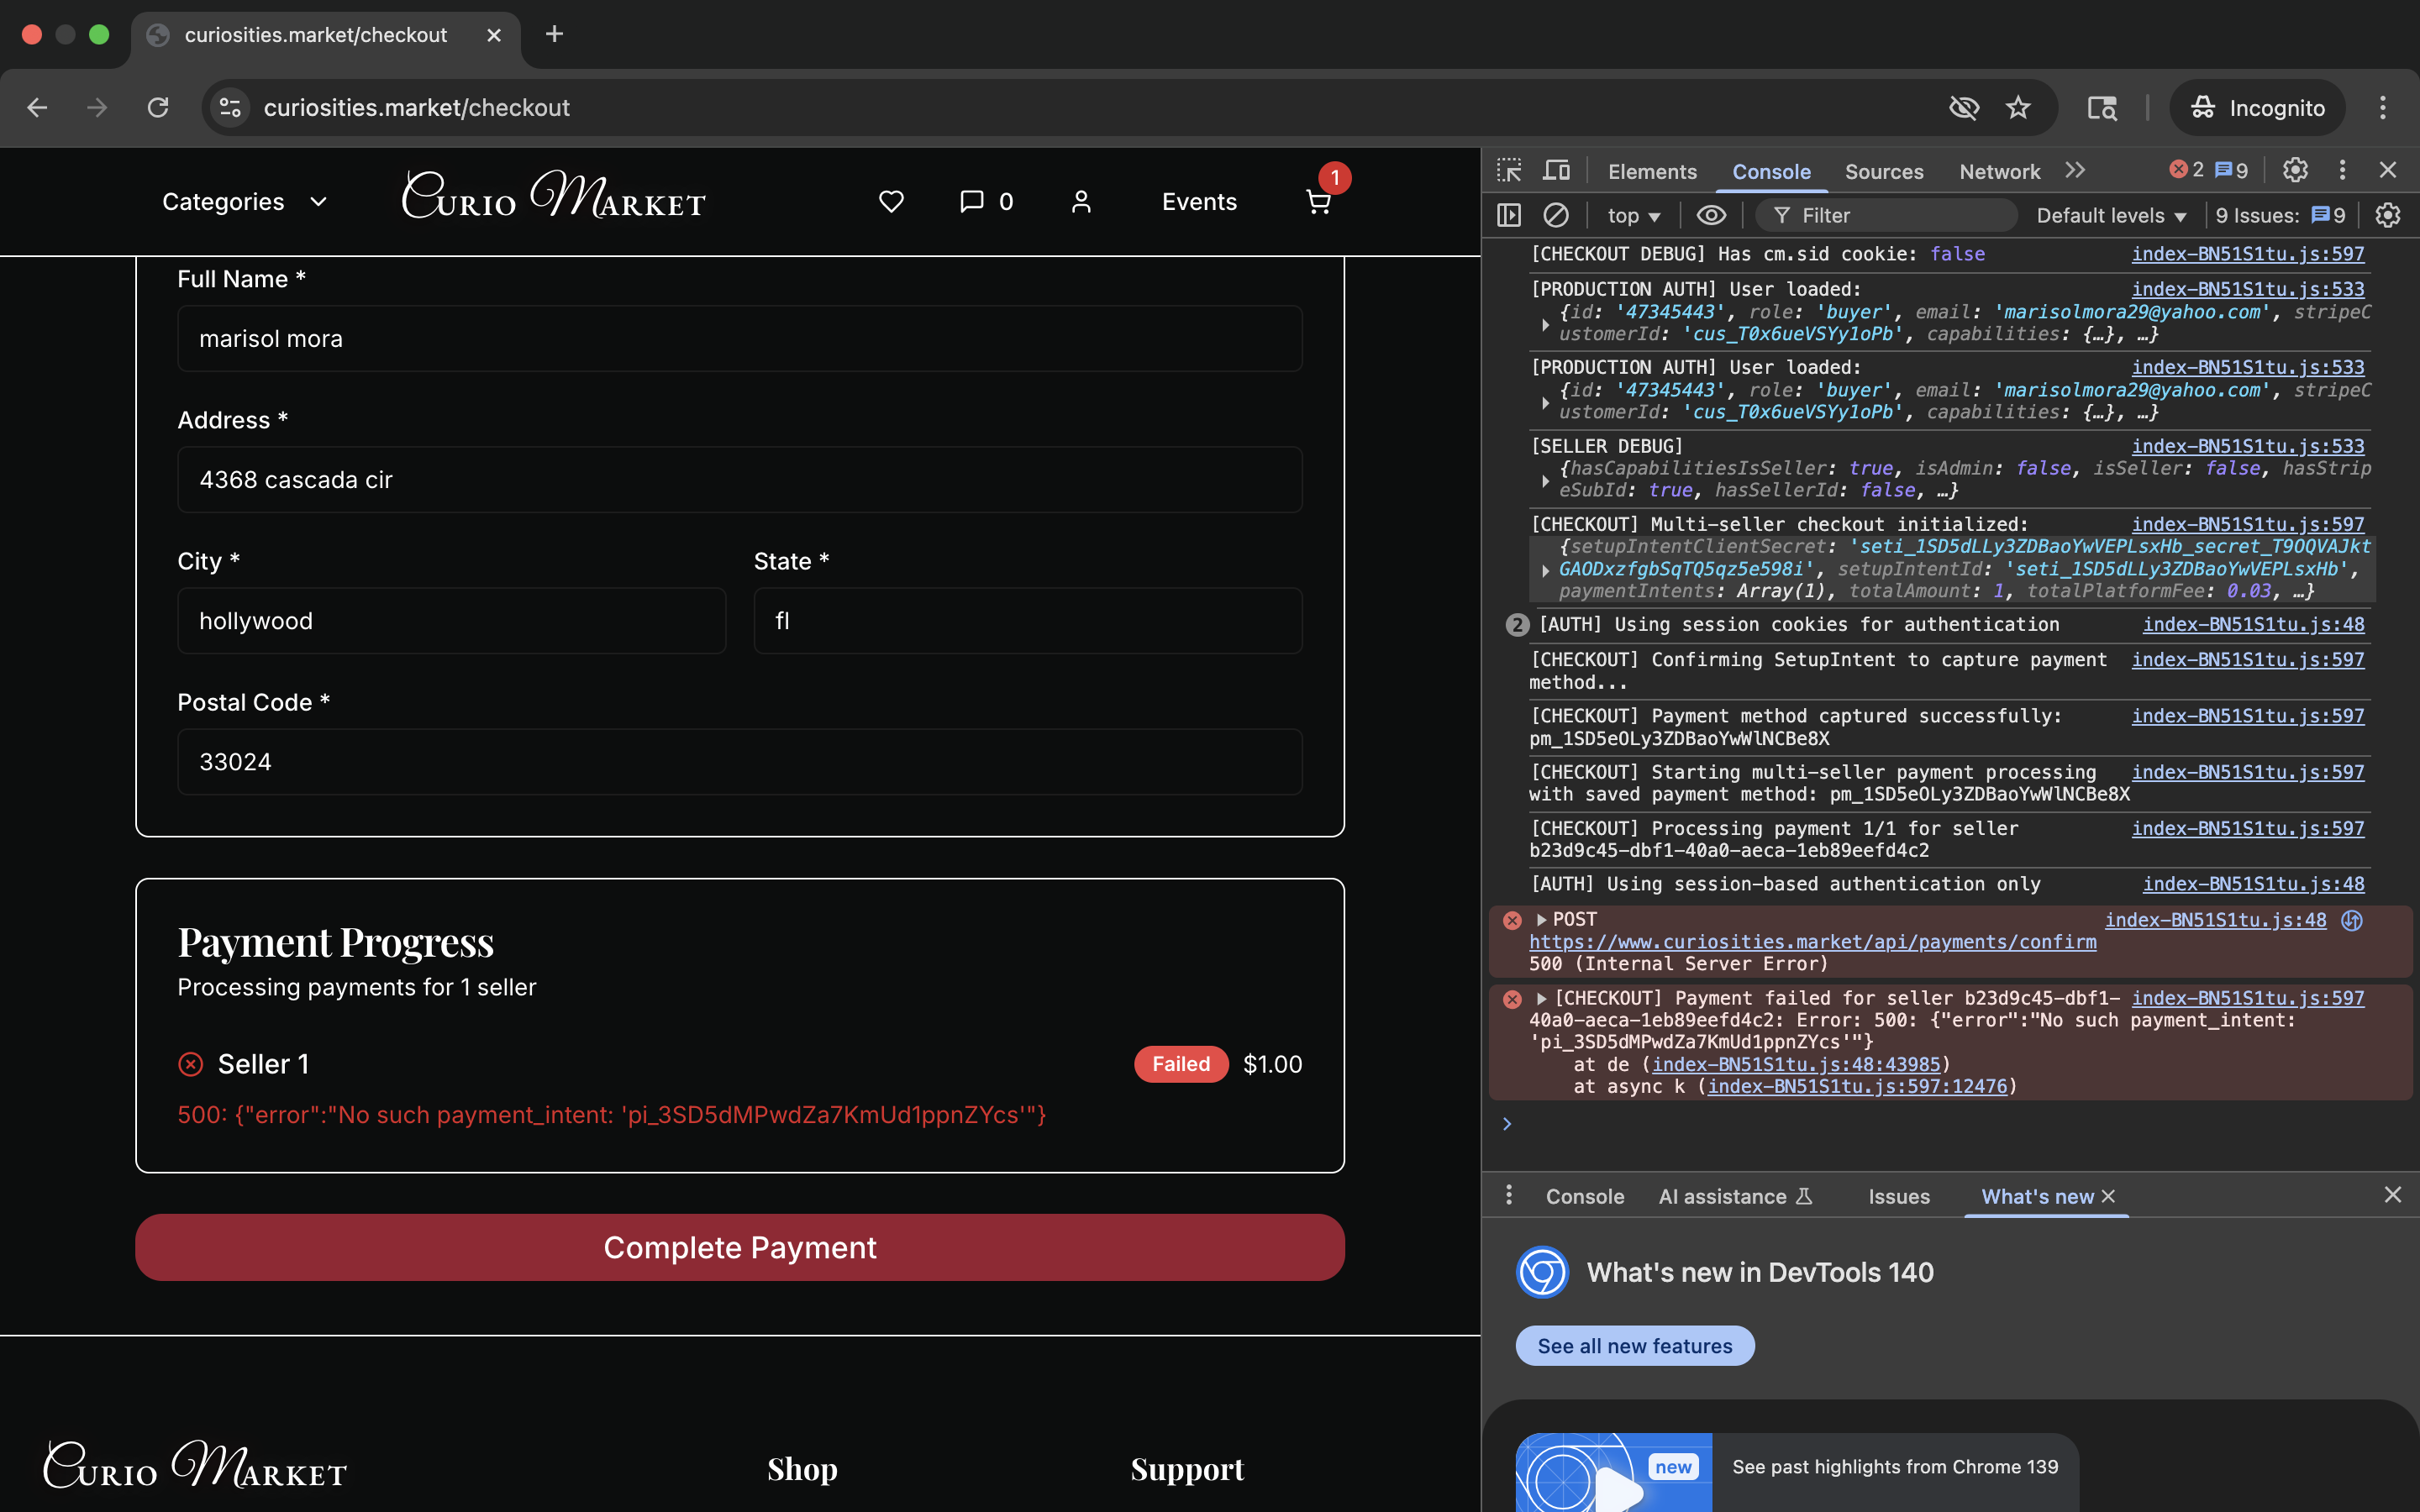 curiosities.market/checkout
curiosities.market/checkout
Incognito
Categories
CURIO MARKET
0
Events
1
Full Name *
marisol mora
Address *
4368 cascada cir
City *
State *
hollywood
fl
Postal Code *
33024
Payment Progress
Processing payments for 1 seller
Seller 1
Failed
$1.00
500: {"error":"No such payment_intent: 'pi_3SD5dMPwdZa7KmUd1ppnZYcs'"}
Complete Payment
CURIO MARKET
Shop
Support
Elements
Console
Sources
Network
2
9
top
Filter
Default levels
9 Issues:
9
[CHECKOUT DEBUG] Has cm.sid cookie: false index-BN51S1tu.js:597
[PRODUCTION AUTH] User loaded: index-BN51S1tu.js:533
{id: '47345443', role: 'buyer', email: 'marisolmora29@yahoo.com', stripeC
ustomerId: 'cus_T0x6ueVSYy1oPb', capabilities: {…}, …}
[PRODUCTION AUTH] User loaded: index-BN51S1tu.js:533
{id: '47345443', role: 'buyer', email: 'marisolmora29@yahoo.com', stripeC
ustomerId: 'cus_T0x6ueVSYy1oPb', capabilities: {…}, …}
[SELLER DEBUG] index-BN51S1tu.js:533
{hasCapabilitiesIsSeller: true, isAdmin: false, isSeller: false, hasStrip
eSubId: true, hasSellerId: false, …}
[CHECKOUT] Multi-seller checkout initialized: index-BN51S1tu.js:597
{setupIntentClientSecret: 'seti_1SD5dLLy3ZDBaoYwVEPLsxHb_secret_T9OQVAJkt
GAODxzfgbSqTQ5qz5e598i', setupIntentId: 'seti_1SD5dLLy3ZDBaoYwVEPLsxHb',
paymentIntents: Array(1), totalAmount: 1, totalPlatformFee: 0.03, …}
2 [AUTH] Using session cookies for authentication index-BN51S1tu.js:48
[CHECKOUT] Confirming SetupIntent to capture payment index-BN51S1tu.js:597
method...
[CHECKOUT] Payment method captured successfully: index-BN51S1tu.js:597
pm_1SD5eOLy3ZDBaoYwWlNCBe8X
[CHECKOUT] Starting multi-seller payment processing index-BN51S1tu.js:597
with saved payment method: pm_1SD5eOLy3ZDBaoYwWlNCBe8X
[CHECKOUT] Processing payment 1/1 for seller index-BN51S1tu.js:597
b23d9c45-dbf1-40a0-aeca-1eb89eefd4c2
[AUTH] Using session-based authentication only index-BN51S1tu.js:48
POST index-BN51S1tu.js:48
https://www.curiosities.market/api/payments/confirm
500 (Internal Server Error)
[CHECKOUT] Payment failed for seller b23d9c45-dbf1- index-BN51S1tu.js:597
40a0-aeca-1eb89eefd4c2: Error: 500: {"error":"No such payment_intent:
'pi_3SD5dMPwdZa7KmUd1ppnZYcs'"}
at de (index-BN51S1tu.js:48:43985)
at async k (index-BN51S1tu.js:597:12476)
Console
AI assistance
Issues
What's new
What's new in DevTools 140
See all new features
new
See past highlights from Chrome 139